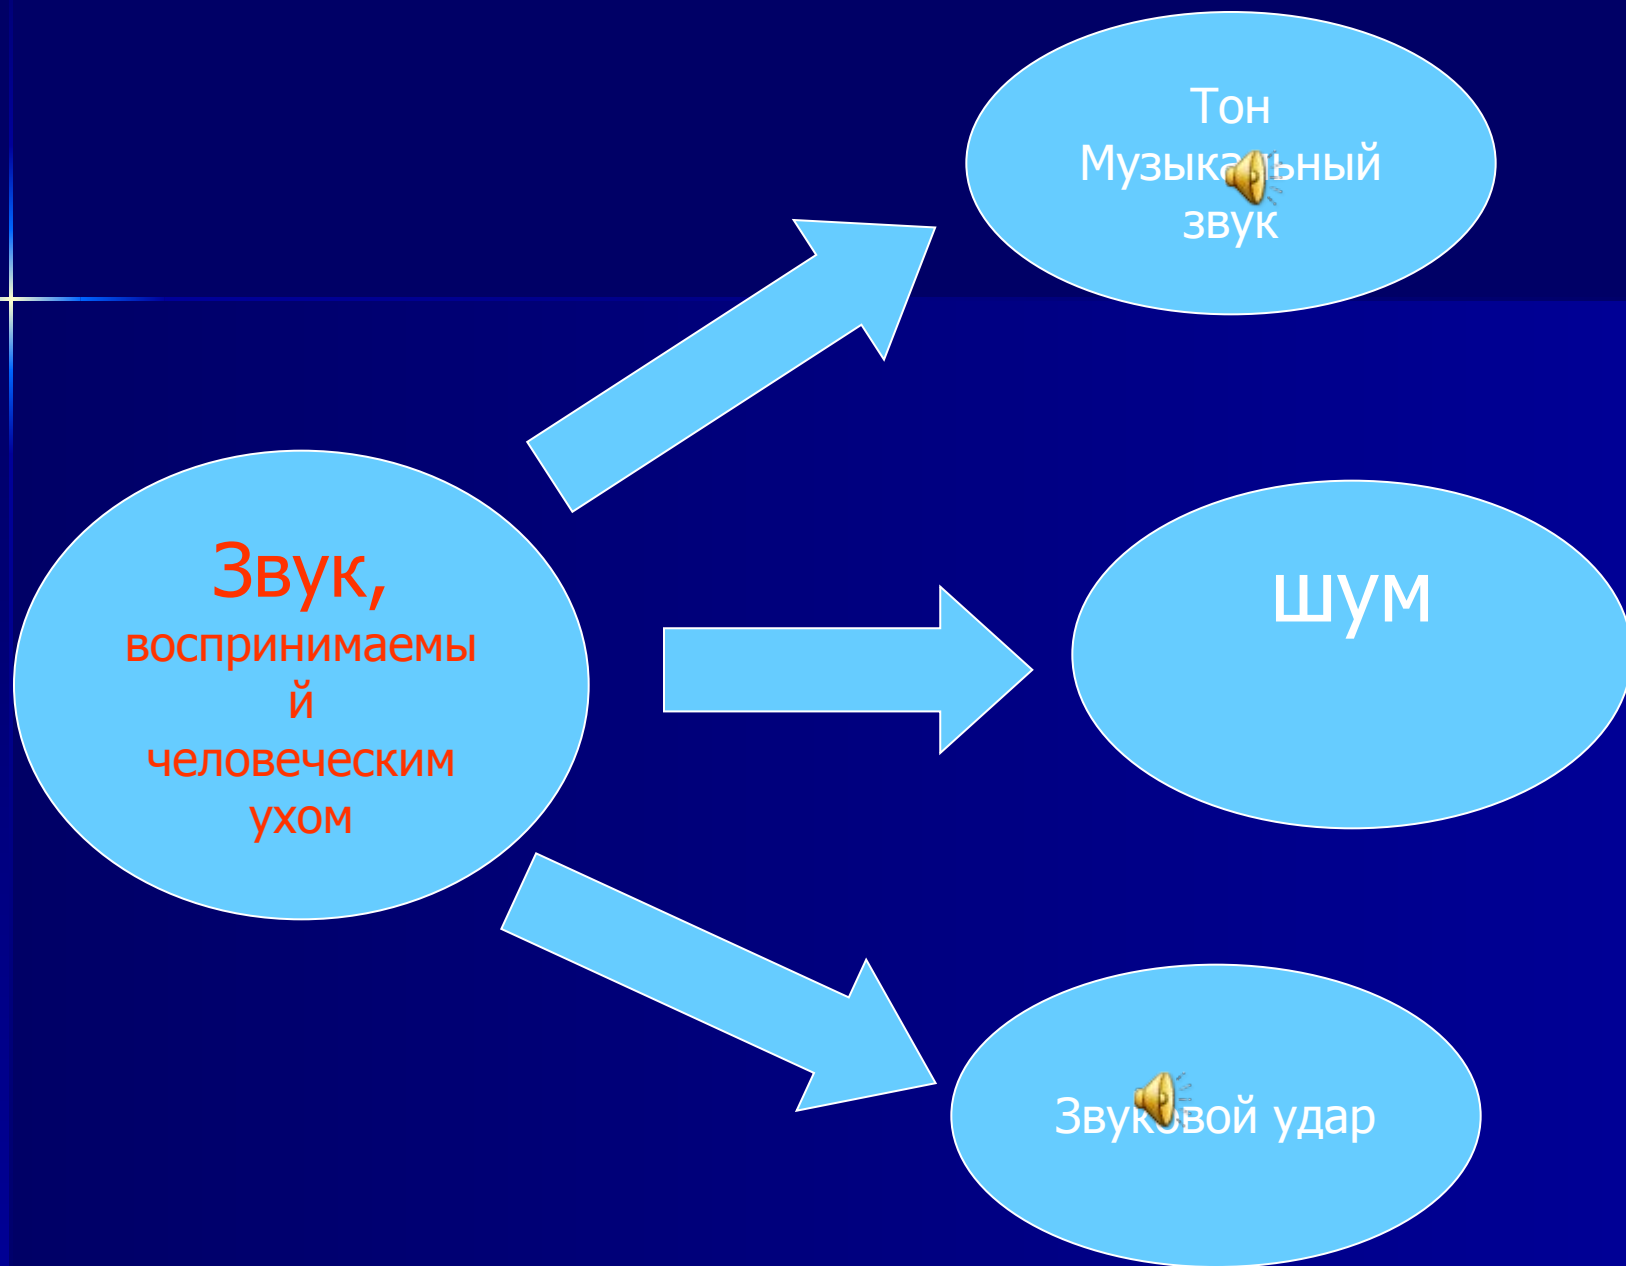 Тон
Музыкальный
звук
Звук,
воспринимаемы
й
человеческим
ухом
шум
Звуковой удар